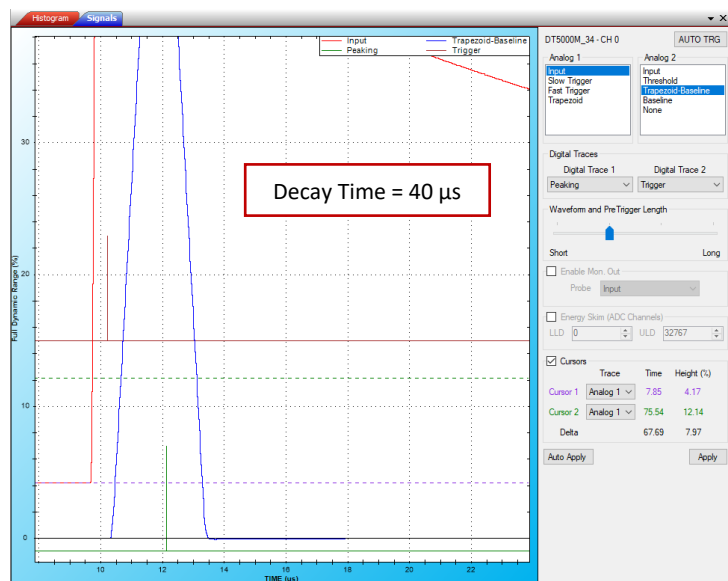 Histogram
Signals
Input
Trapezoid-Baseline
Peaking
Trigger
Decay Time = 40 µs
Full Dynamic Range (%)
30
20
10
0
10
12
14
16
18
20
22
TIME (us)
DT5000M_34 - CH 0
AUTO TRG
Analog 1
Input
Slow Trigger
Fast Trigger
Trapezoid
Analog 2
Input
Threshold
Trapezoid-Baseline
Baseline
None
Digital Traces
Digital Trace 1
Digital Trace 2
Peaking
Trigger
Waveform and PreTrigger Length
Short
Long
Enable Mon. Out
Probe
Input
Energy Skim (ADC Channels)
LLD
0
ULD
32767
Cursors
Trace Time Height (%)
Cursor 1 Analog 1 7.85 4.17
Cursor 2 Analog 1 75.54 12.14
Delta 67.69 7.97
Auto Apply
Apply